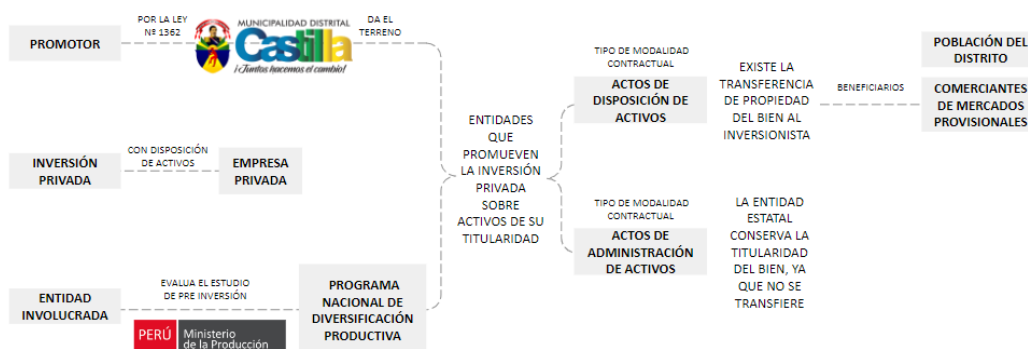 PROMOTOR
POR LA LEY
Nº 1362
MUNICIPALIDAD DISTRITAL
Castilla
¡Juntos hacemos el cambio!
DA EL
TERRENO
INVERSIÓN
PRIVADA
CON DISPOSICIÓN
DE ACTIVOS
EMPRESA
PRIVADA
ENTIDAD
INVOLUCRADA
EVALUA EL ESTUDIO
DE PRE INVERSIÓN
PERÚ
Ministerio
de la Producción
PROGRAMA
NACIONAL DE
DIVERSIFICACIÓN
PRODUCTIVA
ENTIDADES
QUE
PROMUEVEN
LA INVERSIÓN
PRIVADA
SOBRE
ACTIVOS DE SU
TITULARIDAD
TIPO DE MODALIDAD
CONTRACTUAL
ACTOS DE
DISPOSICIÓN DE
ACTIVOS
EXISTE LA
TRANSFERENCIA
DE PROPIEDAD
DEL BIEN AL
INVERSIONISTA
BENEFICIARIOS
POBLACIÓN DEL
DISTRITO
COMERCIANTES
DE MERCADOS
PROVISIONALES
TIPO DE MODALIDAD
CONTRACTUAL
ACTOS DE
ADMINISTRACIÓN
DE ACTIVOS
LA ENTIDAD
ESTATAL
CONSERVA LA
TITULARIDAD
DEL BIEN, YA
QUE NO SE
TRANSFIERE